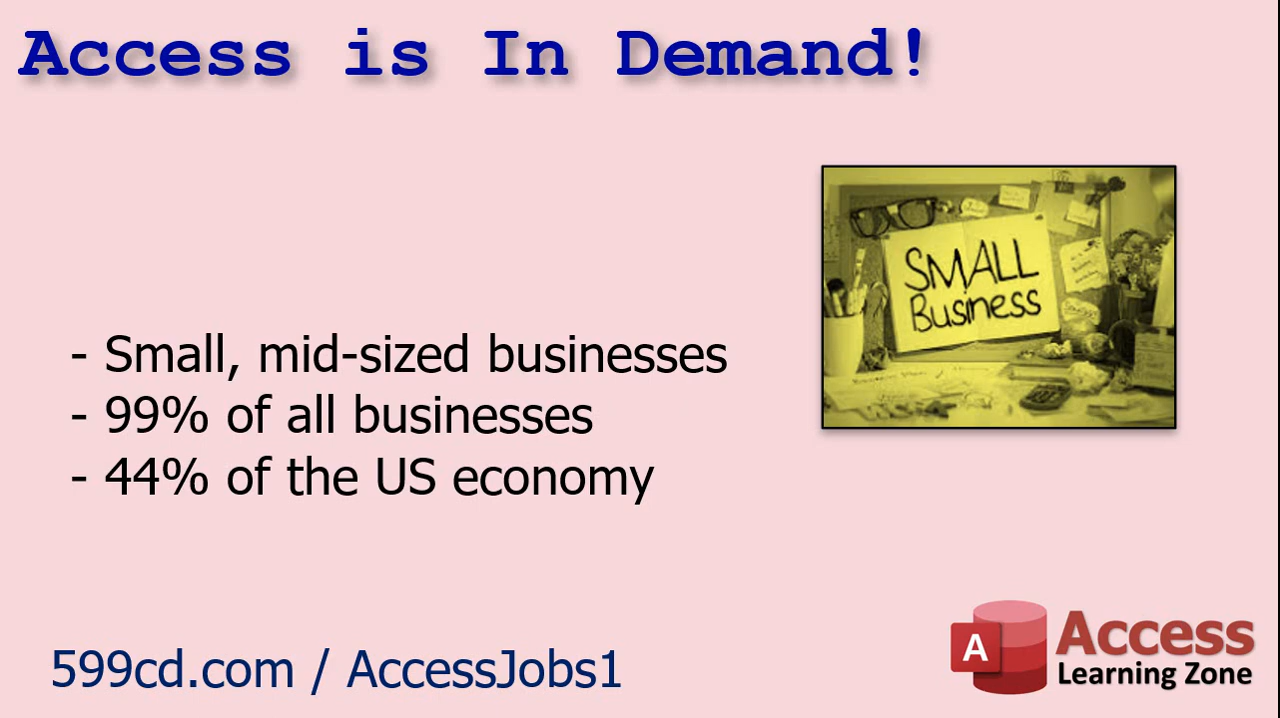 Access is In Demand!
SMALL
Business
- Small, mid-sized businesses
- 99% of all businesses
- 44% of the US economy
599cd.com / AccessJobs1
A
Access
Learning Zone